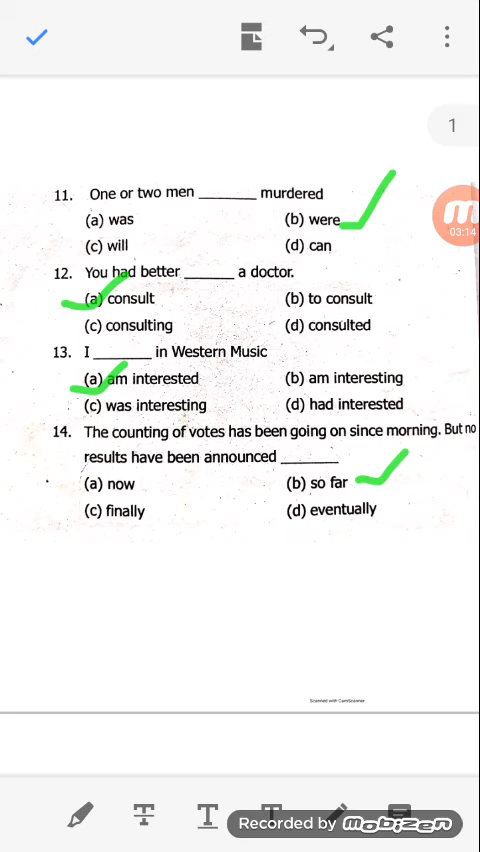 1
11. One or two men _______ murdered
(a) was (b) were
(c) will (d) can
03:14
12. You had better ______ a doctor.
(a) consult (b) to consult
(c) consulting (d) consulted
13. I _______ in Western Music
(a) am interested (b) am interesting
(c) was interesting (d) had interested
14. The counting of votes has been going on since morning. But no
results have been announced _______
(a) now (b) so far
(c) finally (d) eventually
Scanned with CamScanner
Recorded by mobizen